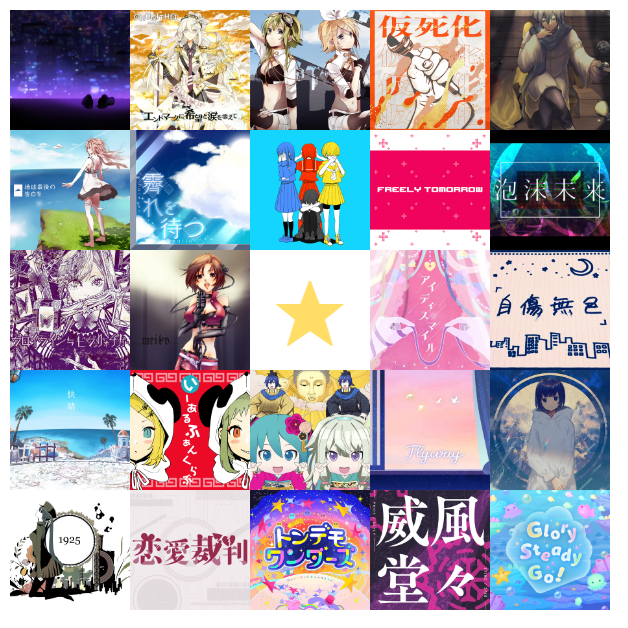 エンドマークに希望と涙を添えて
仮死化
地球最後の
告白を
霽れを待つ
FREELY TOMORROW
泡沫未来
meiko
アイディスマイル
自傷無色
快晴
いーあるふぁんくらぶ
Flyway
1925
恋愛裁判
トンデモ
ワンダーズ
威風
堂々
Glory
Steady
Go!